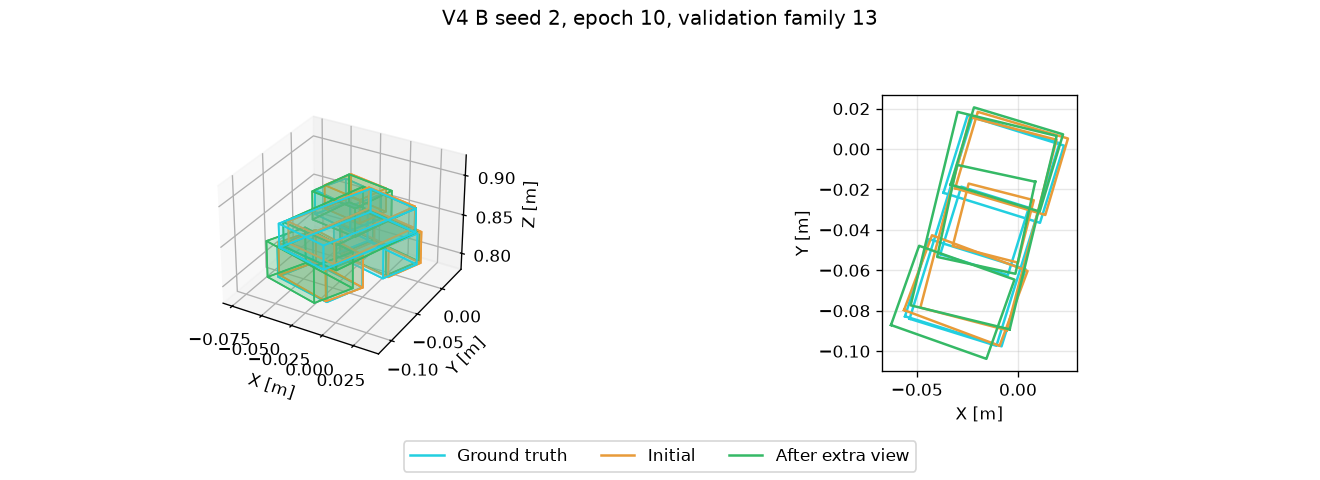 V4 B seed 2, epoch 10, validation family 13
0.90
0.85
0.80
Z [m]
0.00
−0.05
−0.10
Y [m]
−0.075
−0.050
−0.025
0.000
0.025
X [m]
0.02
0.00
−0.02
−0.04
−0.06
−0.08
−0.10
Y [m]
−0.05 0.00
X [m]
Ground truth Initial After extra view